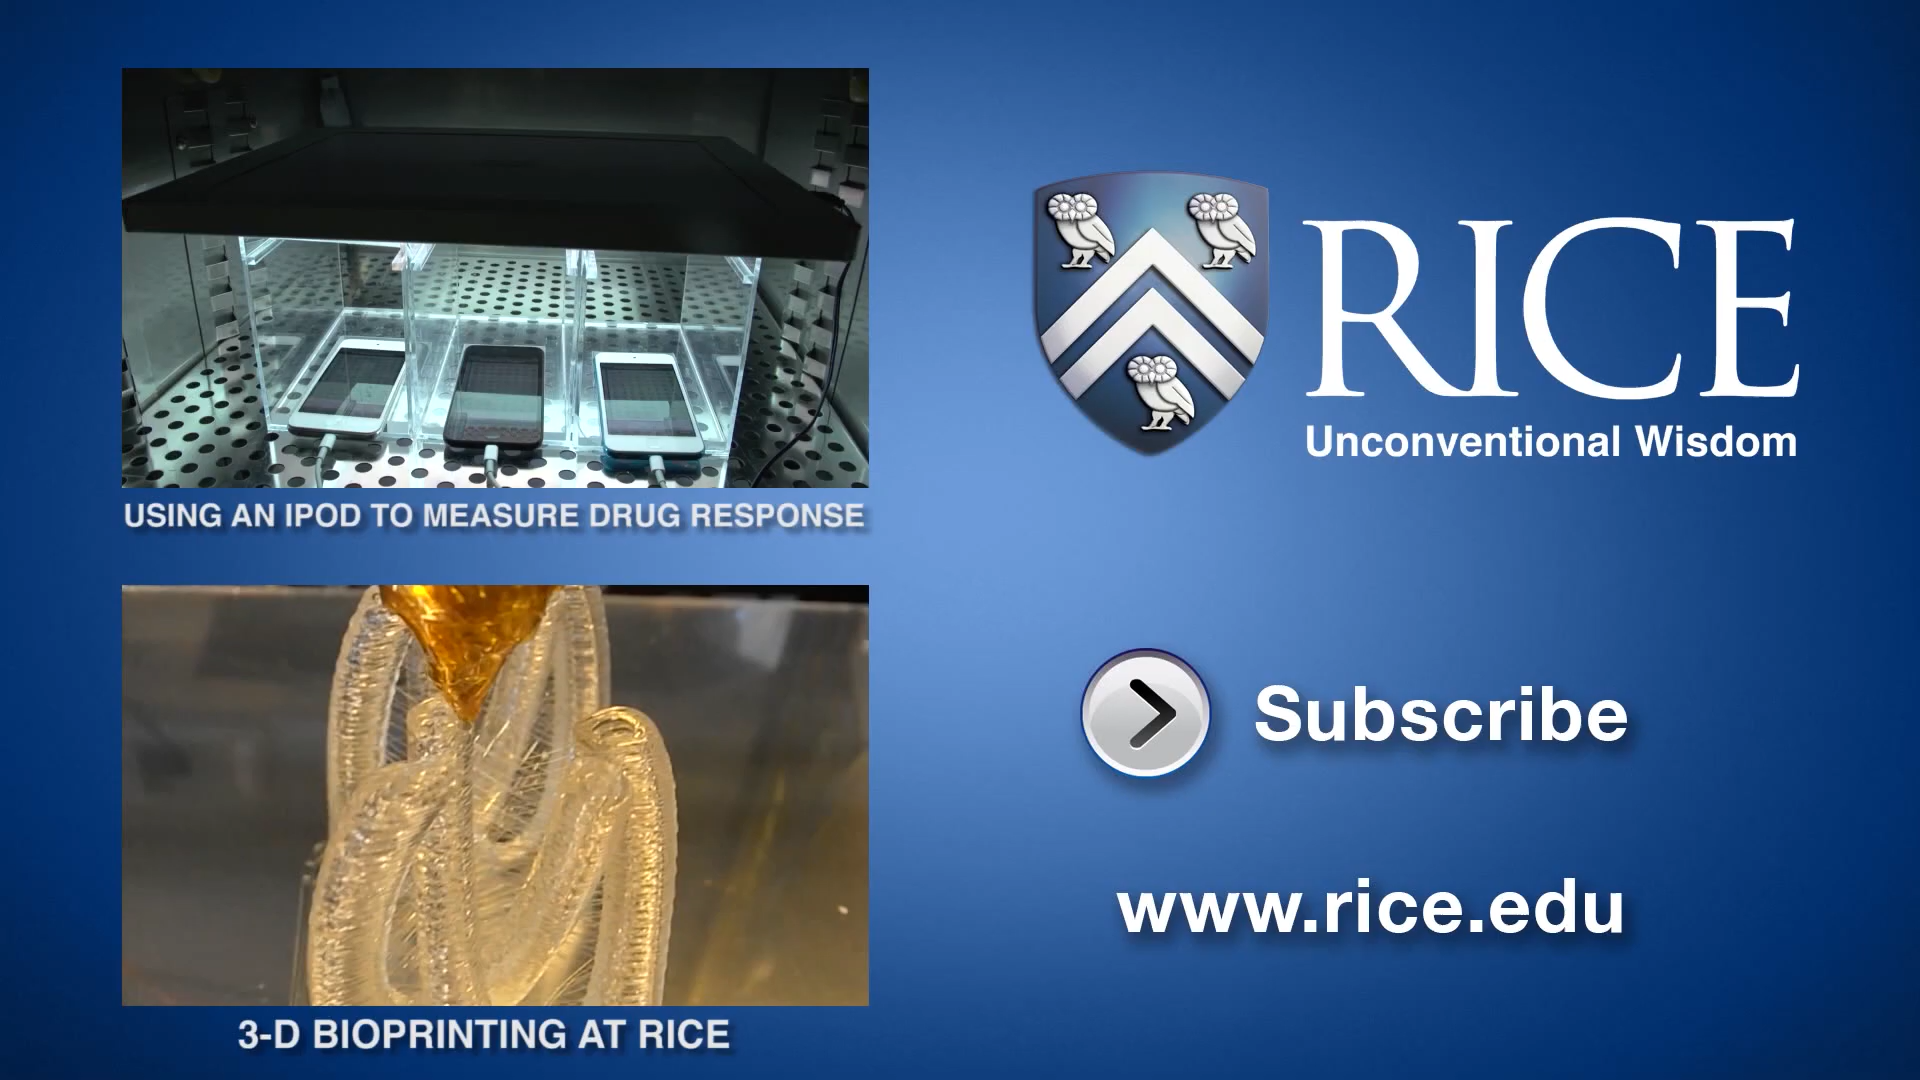 USING AN IPOD TO MEASURE DRUG RESPONSE
3-D BIOPRINTING AT RICE
RICE
Unconventional Wisdom
Subscribe
www.rice.edu